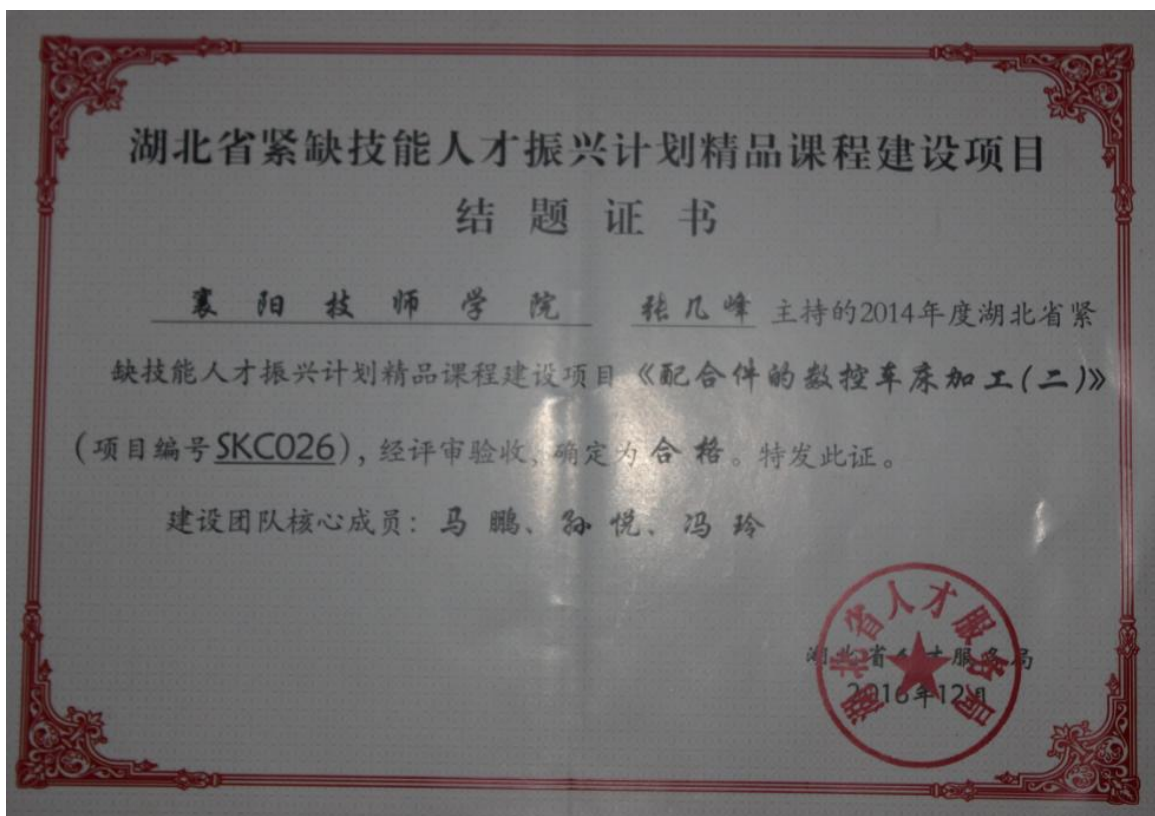 湖北省紧缺技能人才振兴计划精品课程建设项目
结题证书
襄阳技师学院 张几峰 主持的2014年度湖北省紧
缺技能人才振兴计划精品课程建设项目《配合件的数控车床加工(二)》
(项目编号SKC026),经评审验收,确定为合格。特发此证。
建设团队核心成员:马鹏、孙悦、冯玲
湖北省人才服务局
湖北省人才服务局
2016年12月